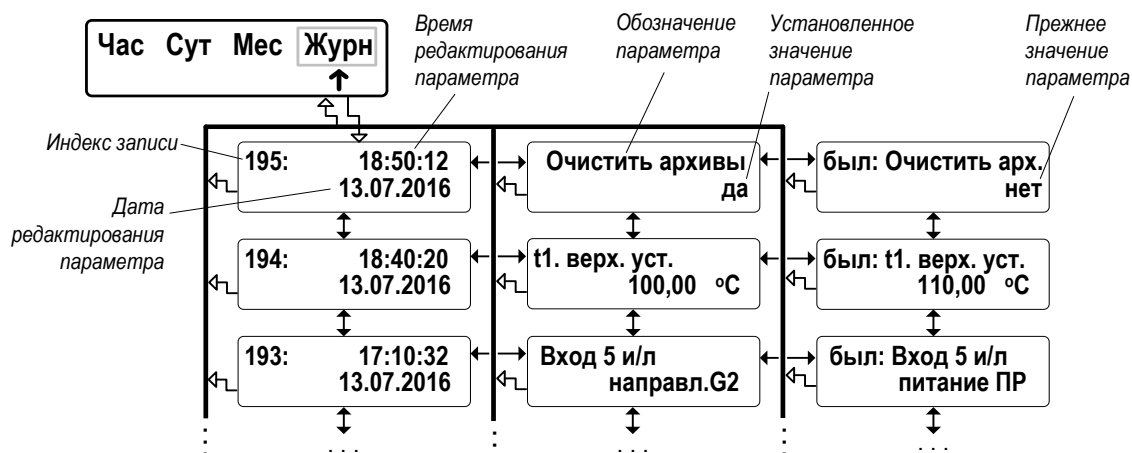 Час Сут Мес Журн
Время
редактирования
параметра
Обозначение
параметра
Установленное
значение
параметра
Прежнее
значение
параметра
Индекс записи
Дата
редактирования
параметра
195: 18:50:12
13.07.2016
Очистить архивы
да
был: Очистить арх.
нет
194: 18:40:20
13.07.2016
t1. верх. уст.
100,00 ºC
был: t1. верх. уст.
110,00 ºC
193: 17:10:32
13.07.2016
Вход 5 и/л
направл.G2
был: Вход 5 и/л
питание ПР
. . .
. . .
. . .